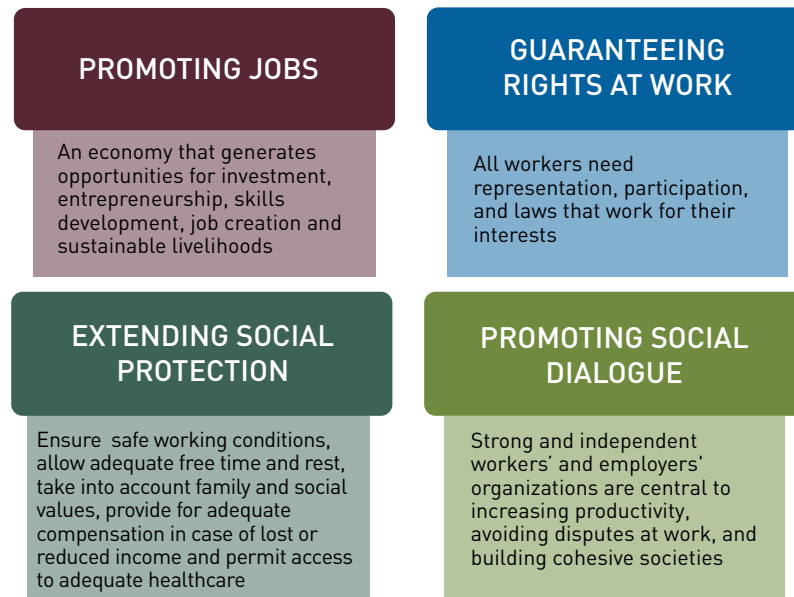 PROMOTING JOBS
An economy that generates
opportunities for investment,
entrepreneurship, skills
development, job creation and
sustainable livelihoods
GUARANTEEING
RIGHTS AT WORK
All workers need
representation, participation,
and laws that work for their
interests
EXTENDING SOCIAL
PROTECTION
Ensure safe working conditions,
allow adequate free time and rest,
take into account family and social
values, provide for adequate
compensation in case of lost or
reduced income and permit access
to adequate healthcare
PROMOTING SOCIAL
DIALOGUE
Strong and independent
workers’ and employers'
organizations are central to
increasing productivity,
avoiding disputes at work, and
building cohesive societies